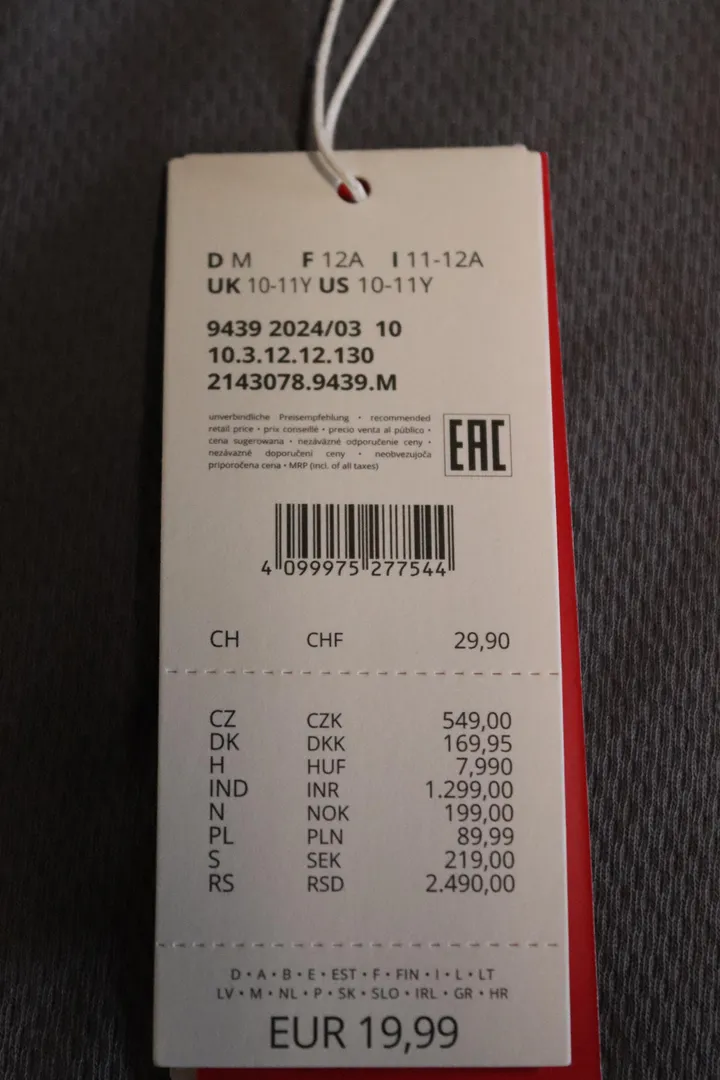 D M F 12A I 11-12A
UK 10-11Y US 10-11Y
9439 2024/03 10
10.3.12.12.130
2143078.9439.M
unverbindliche Preisempfehlung • recommended
retail price • prix conseillé • precio venta al público •
cena sugerowana • nezáväzné odporučenie ceny •
nezávazné doporučení ceny • neobvezujoča
priporočena cena • MRP (incl. of all taxes)
EAC
4 099975 277544
CH CHF 29,90
CZ CZK 549,00
DK DKK 169,95
H HUF 7,990
IND INR 1.299,00
N NOK 199,00
PL PLN 89,99
S SEK 219,00
RS RSD 2.490,00
D • A • B • E • EST • F • FIN • I • L • LT
LV • M • NL • P • SK • SLO • IRL • GR • HR
EUR 19,99